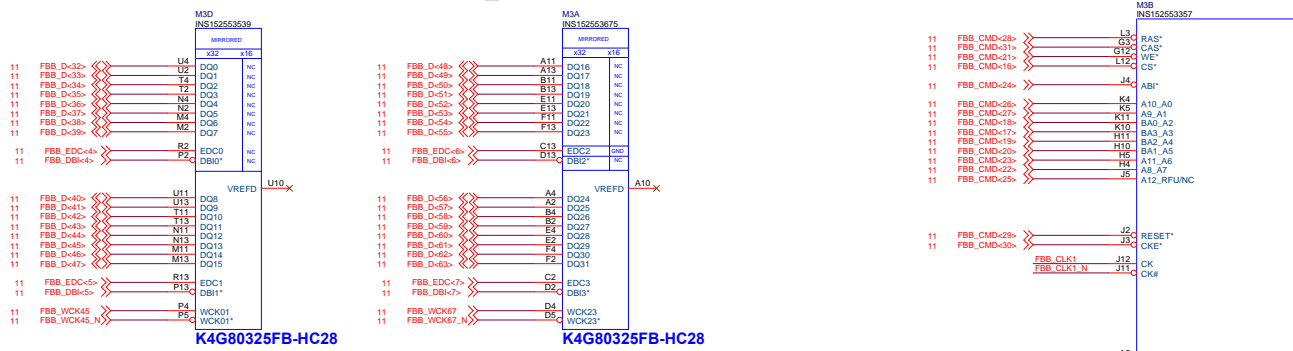 M3D
INS152553539
MIRRORED
x32 x16
11 FBB_D<32> U4 DQ0 NC
11 FBB_D<33> U2 DQ1 NC
11 FBB_D<34> T4 DQ2 NC
11 FBB_D<35> T2 DQ3 NC
11 FBB_D<36> N4 DQ4 NC
11 FBB_D<37> N2 DQ5 NC
11 FBB_D<38> M4 DQ6 NC
11 FBB_D<39> M2 DQ7 NC
11 FBB_EDC<4> R2 EDC0 NC
11 FBB_DBI<4> P2 DBI0* NC
VREFD U10
11 FBB_D<40> U11 DQ8
11 FBB_D<41> U13 DQ9
11 FBB_D<42> T11 DQ10
11 FBB_D<43> T13 DQ11
11 FBB_D<44> N11 DQ12
11 FBB_D<45> N13 DQ13
11 FBB_D<46> M11 DQ14
11 FBB_D<47> M13 DQ15
11 FBB_EDC<5> R13 EDC1
11 FBB_DBI<5> P13 DBI1*
11 FBB_WCK45 P4 WCK01
11 FBB_WCK45_N P5 WCK01*
K4G80325FB-HC28
M3A
INS152553675
MIRRORED
x32 x16
11 FBB_D<48> A11 DQ16 NC
11 FBB_D<49> A13 DQ17 NC
11 FBB_D<50> B11 DQ18 NC
11 FBB_D<51> B13 DQ19 NC
11 FBB_D<52> E11 DQ20 NC
11 FBB_D<53> E13 DQ21 NC
11 FBB_D<54> F11 DQ22 NC
11 FBB_D<55> F13 DQ23 NC
11 FBB_EDC<6> C13 EDC2 GND
11 FBB_DBI<6> D13 DBI2* NC
VREFD A10
11 FBB_D<56> A4 DQ24
11 FBB_D<57> A2 DQ25
11 FBB_D<58> B4 DQ26
11 FBB_D<59> B2 DQ27
11 FBB_D<60> E4 DQ28
11 FBB_D<61> E2 DQ29
11 FBB_D<62> F4 DQ30
11 FBB_D<63> F2 DQ31
11 FBB_EDC<7> C2 EDC3
11 FBB_DBI<7> D2 DBI3*
11 FBB_WCK67 D4 WCK23
11 FBB_WCK67_N D5 WCK23*
K4G80325FB-HC28
M3B
INS152553357
11 FBB_CMD<28> L3 RAS*
11 FBB_CMD<31> G3 CAS*
11 FBB_CMD<21> G12 WE*
11 FBB_CMD<16> L12 CS*
11 FBB_CMD<24> J4 ABI*
11 FBB_CMD<26> K4 A10_A0
11 FBB_CMD<27> K5 A9_A1
11 FBB_CMD<18> K11 BA0_A2
11 FBB_CMD<17> K10 BA3_A3
11 FBB_CMD<19> H11 BA2_A4
11 FBB_CMD<20> H10 BA1_A5
11 FBB_CMD<23> H5 A11_A6
11 FBB_CMD<22> H4 A8_A7
11 FBB_CMD<25> J5 A12_RFU/NC
11 FBB_CMD<29> J2 RESET*
11 FBB_CMD<30> J3 CKE*
FBB_CLK1 J12 CK
FBB_CLK1_N J11 CK#